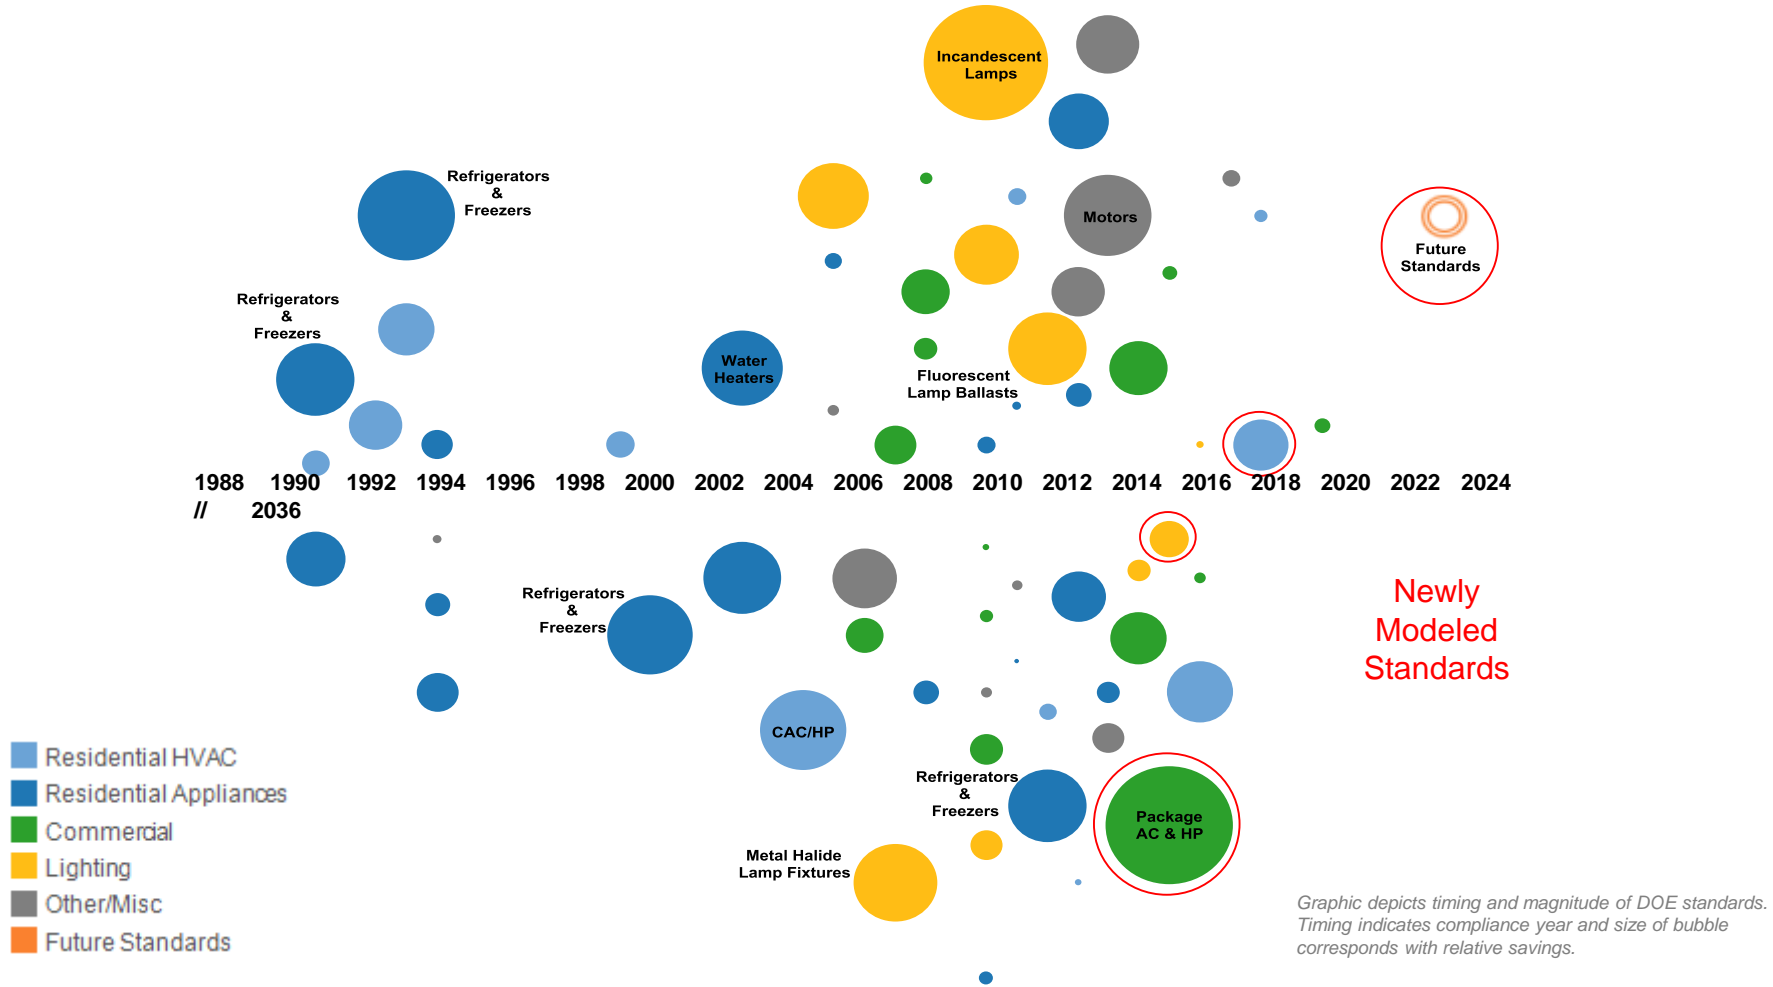 Incandescent
Lamps
Refrigerators
&
Freezers
Motors
Future
Standards
Refrigerators
&
Freezers
Water
Heaters
Fluorescent
Lamp Ballasts
1988 1990 1992 1994 1996 1998 2000 2002 2004 2006 2008 2010 2012 2014 2016 2018 2020 2022 2024
// 2036
Refrigerators
&
Freezers
Newly
Modeled
Standards
CAC/HP
Refrigerators
&
Freezers
Package
AC & HP
Metal Halide
Lamp Fixtures
Residential HVAC
Residential Appliances
Commercial
Lighting
Other/Misc
Future Standards
Graphic depicts timing and magnitude of DOE standards.
Timing indicates compliance year and size of bubble
corresponds with relative savings.